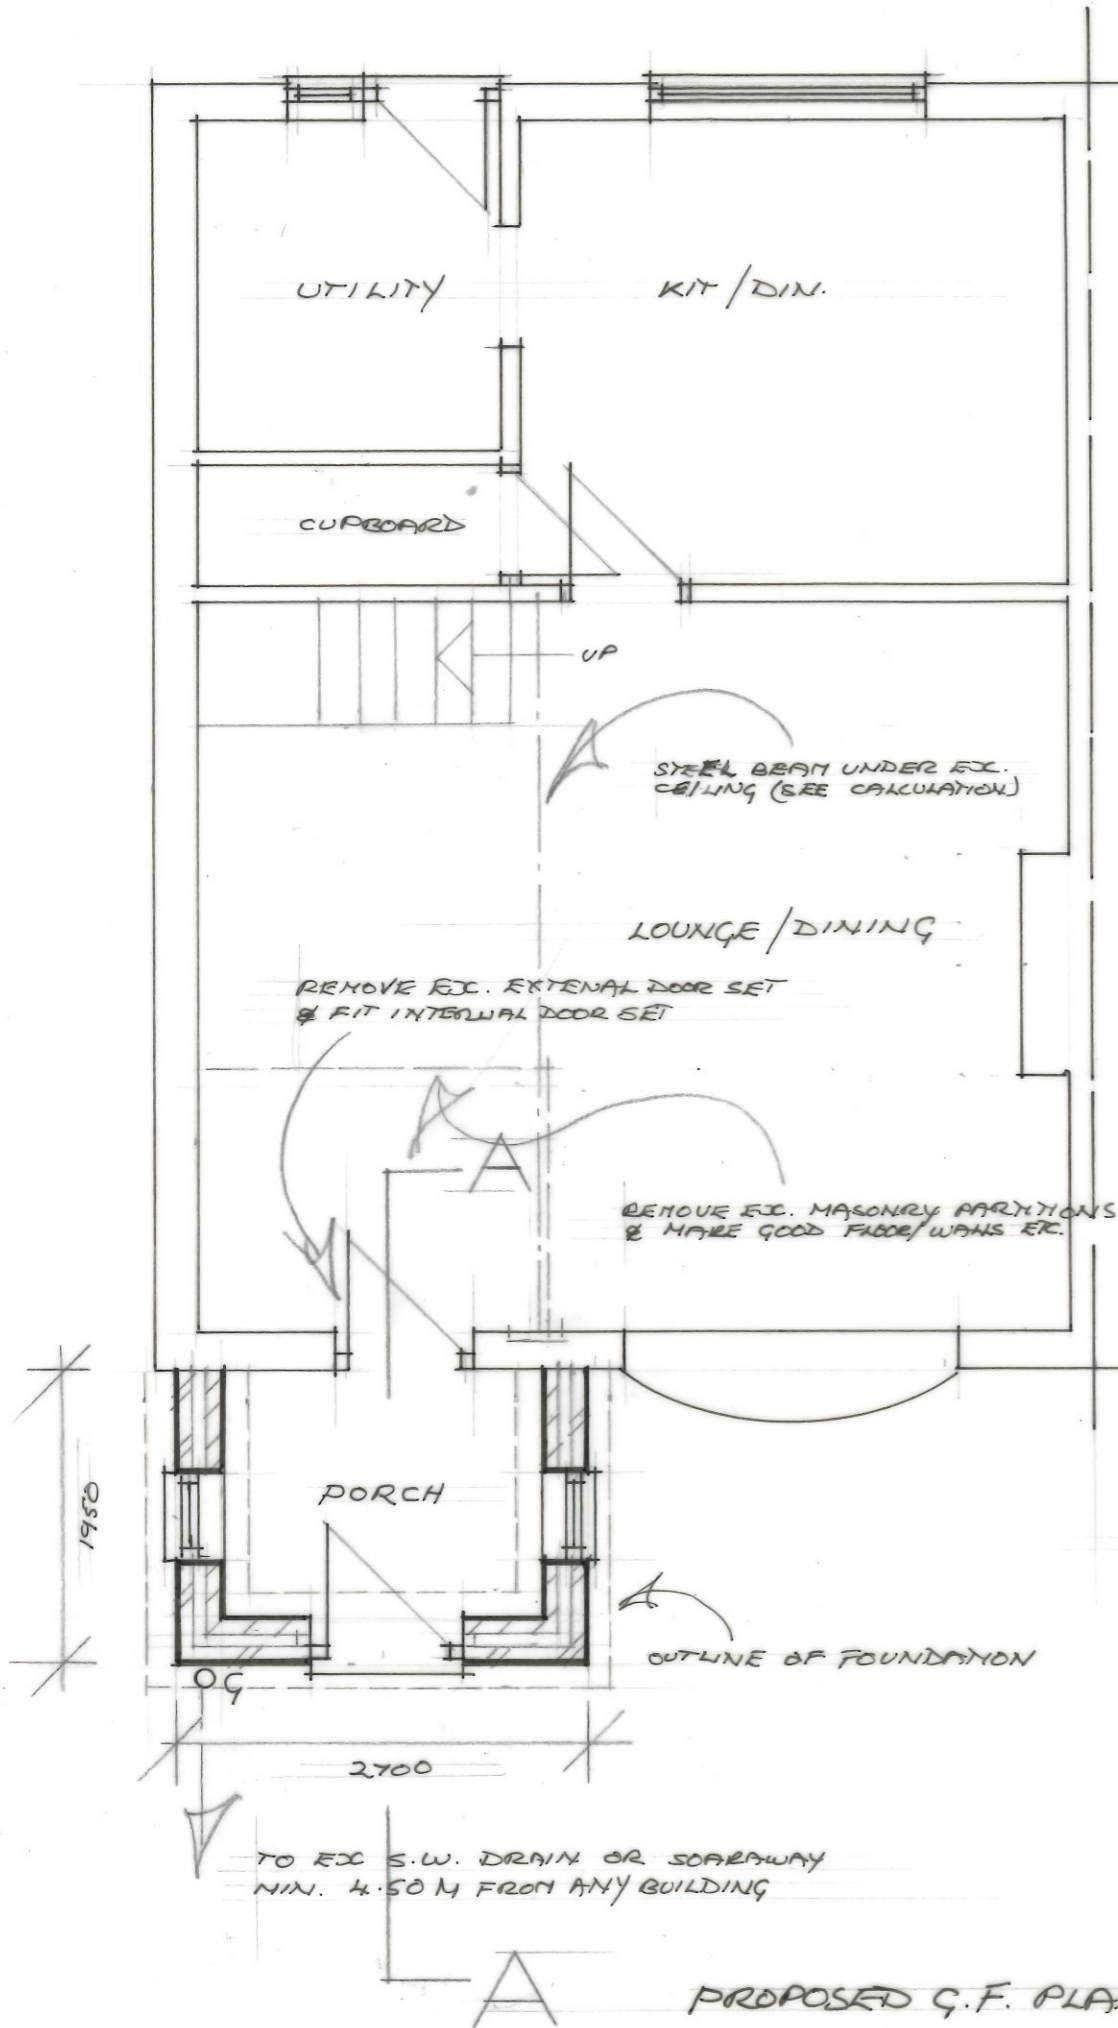 UTILITY
KIT/DIN.
CUPBOARD
UP
STEEL BEAM UNDER EX.
CEILING (SEE CALCULATION)
LOUNGE/DINING
REMOVE EX. EXTENAL DOOR SET
& FIT INTERNAL DOOR SET
A
REMOVE EX. MASONRY PARTITIONS
& MAKE GOOD FLOOR/WALLS ETC.
1950
PORCH
OUTLINE OF FOUNDATION
G
2700
TO EX S.W. DRAIN OR SOAKAWAY
MIN. 4.50 M FROM ANY BUILDING
A
PROPOSED G.F. PLA